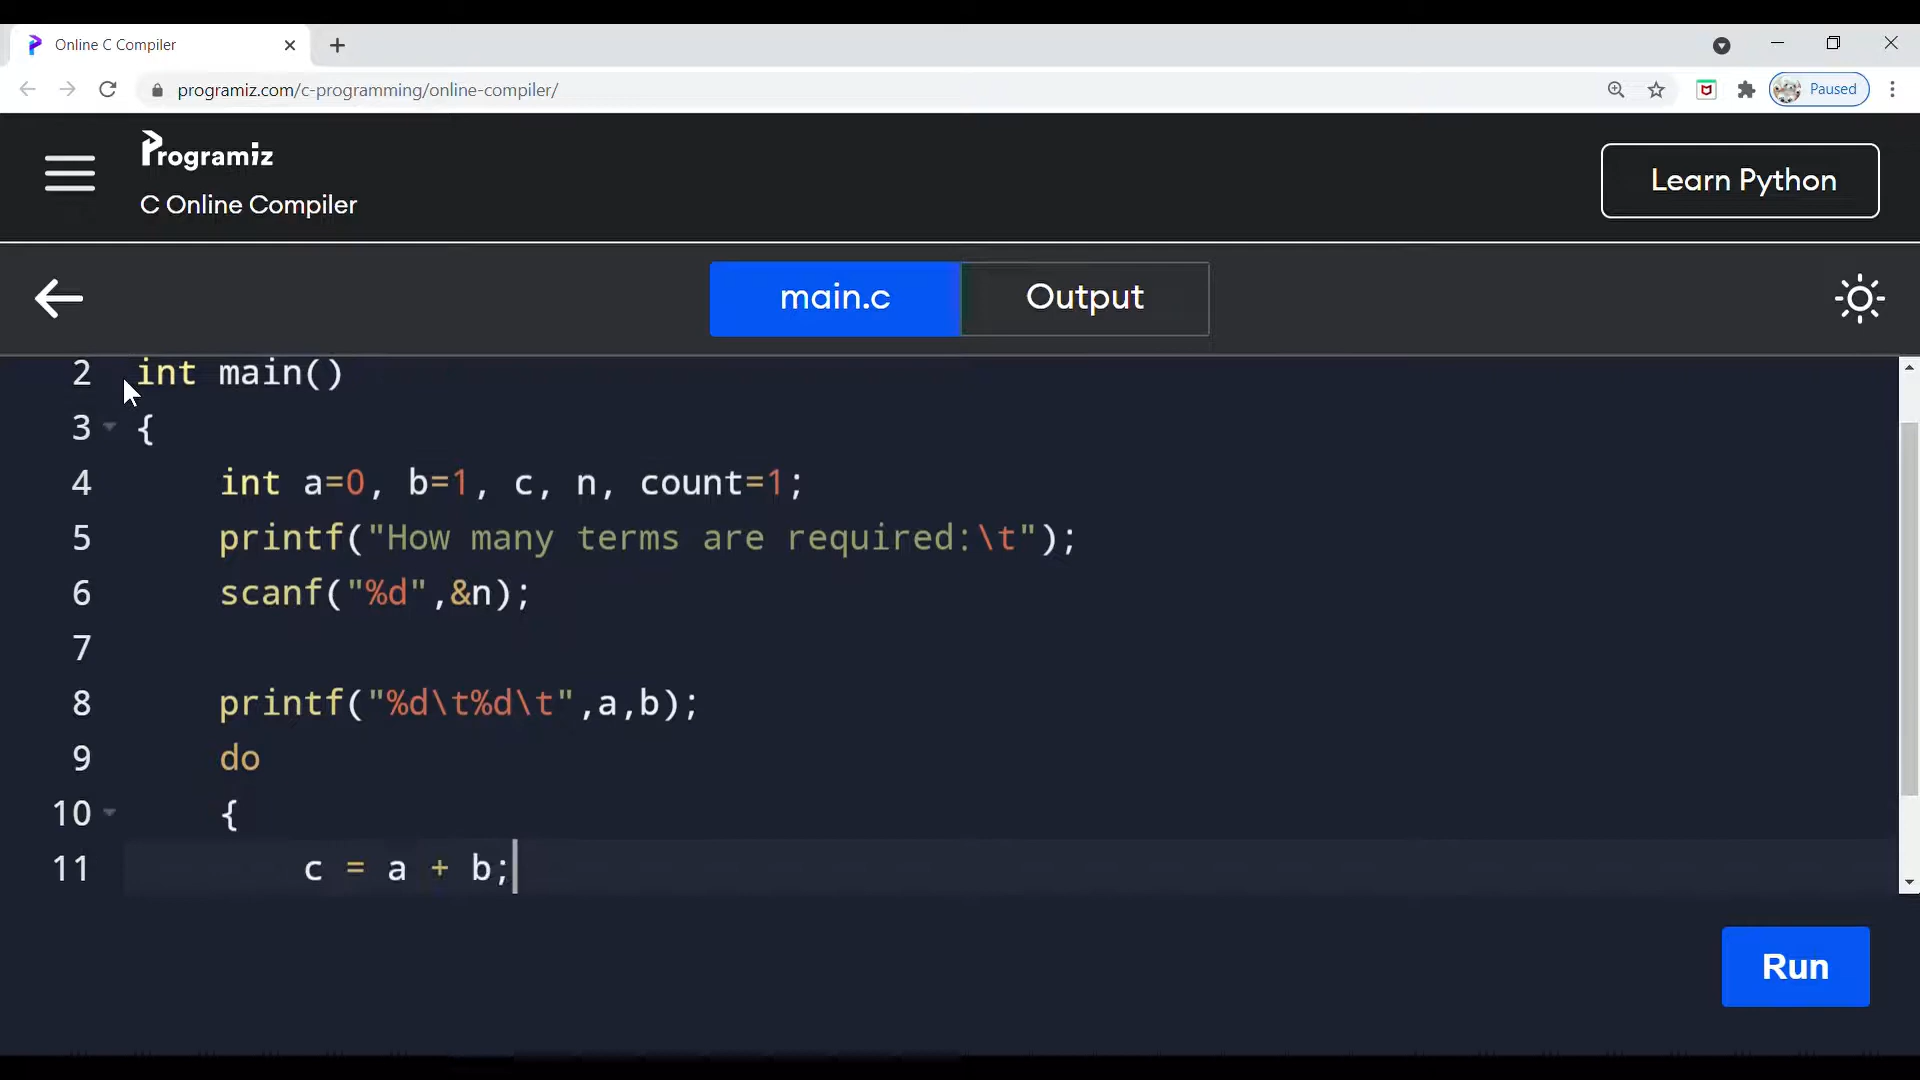 Online C Compiler
programiz.com/c-programming/online-compiler/
Paused
Programiz
C Online Compiler
Learn Python
main.c
Output
2 int main()
3 {
4 int a=0, b=1, c, n, count=1;
5 printf("How many terms are required:\t");
6 scanf("%d",&n);
7
8 printf("%d\t%d\t",a,b);
9 do
10 {
11 c = a + b;
Run